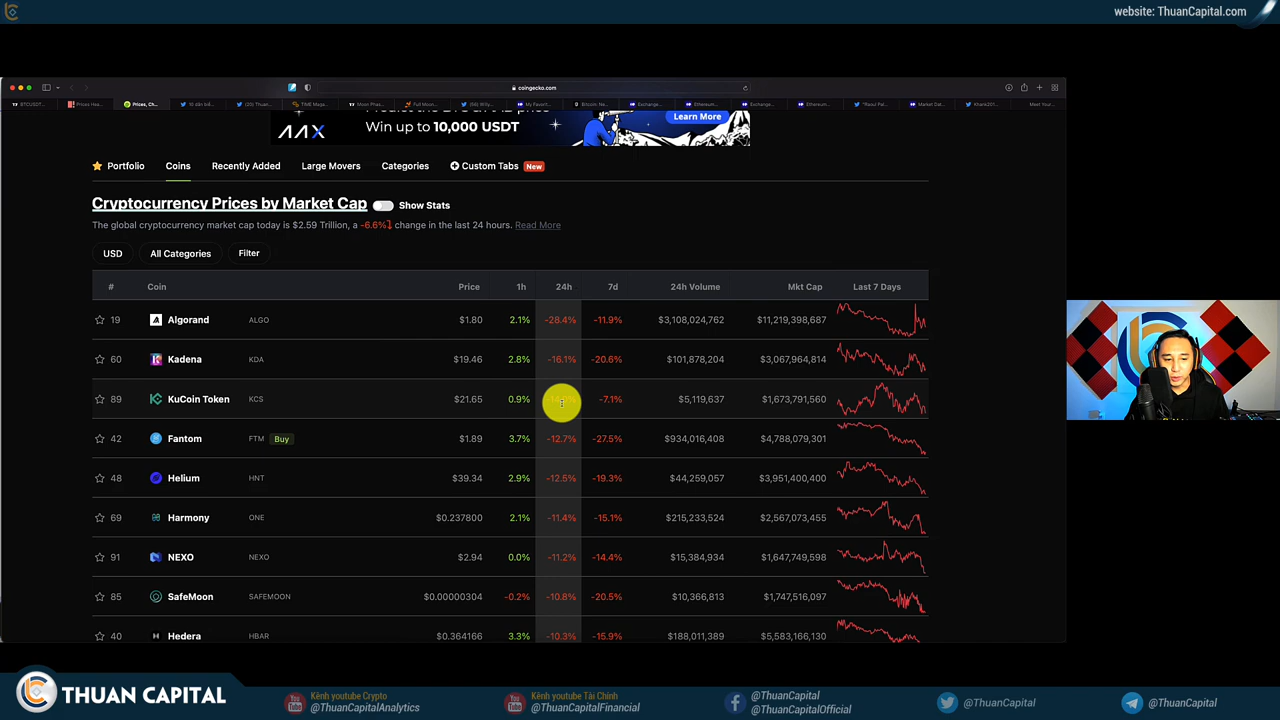 website: ThuanCapital.com
coingecko.com
AAX
Win up to 10,000 USDT
Learn More
Portfolio Coins Recently Added Large Movers Categories Custom Tabs New
Cryptocurrency Prices by Market Cap Show Stats
The global cryptocurrency market cap today is $2.59 Trillion, a -6.6% change in the last 24 hours. Read More
USD All Categories Filter
# Coin Price 1h 24h 7d 24h Volume Mkt Cap Last 7 Days
19 Algorand ALGO $1.80 2.1% -28.4% -11.9% $3,108,024,762 $11,219,398,687
60 Kadena KDA $19.46 2.8% -16.1% -20.6% $101,878,204 $3,067,964,814
89 KuCoin Token KCS $21.65 0.9% -7.1% $5,119,637 $1,673,791,560
42 Fantom FTM Buy $1.89 3.7% -12.7% -27.5% $934,016,408 $4,788,079,301
48 Helium HNT $39.34 2.9% -12.5% -19.3% $44,259,057 $3,951,400,400
69 Harmony ONE $0.237800 2.1% -11.4% -15.1% $215,233,524 $2,567,073,455
91 NEXO NEXO $2.94 0.0% -11.2% -14.4% $15,384,934 $1,647,749,598
85 SafeMoon SAFEMOON $0.00000304 -0.2% -10.8% -20.5% $10,366,813 $1,747,516,097
40 Hedera HBAR $0.364166 3.3% -10.3% -15.9% $188,011,389 $5,583,166,130
THUAN CAPITAL
Kênh youtube Crypto
@ThuanCapitalAnalytics
Kênh youtube Tài Chính
@ThuanCapitalFinancial
@ThuanCapital
@ThuanCapitalOfficial
@ThuanCapital
@ThuanCapital